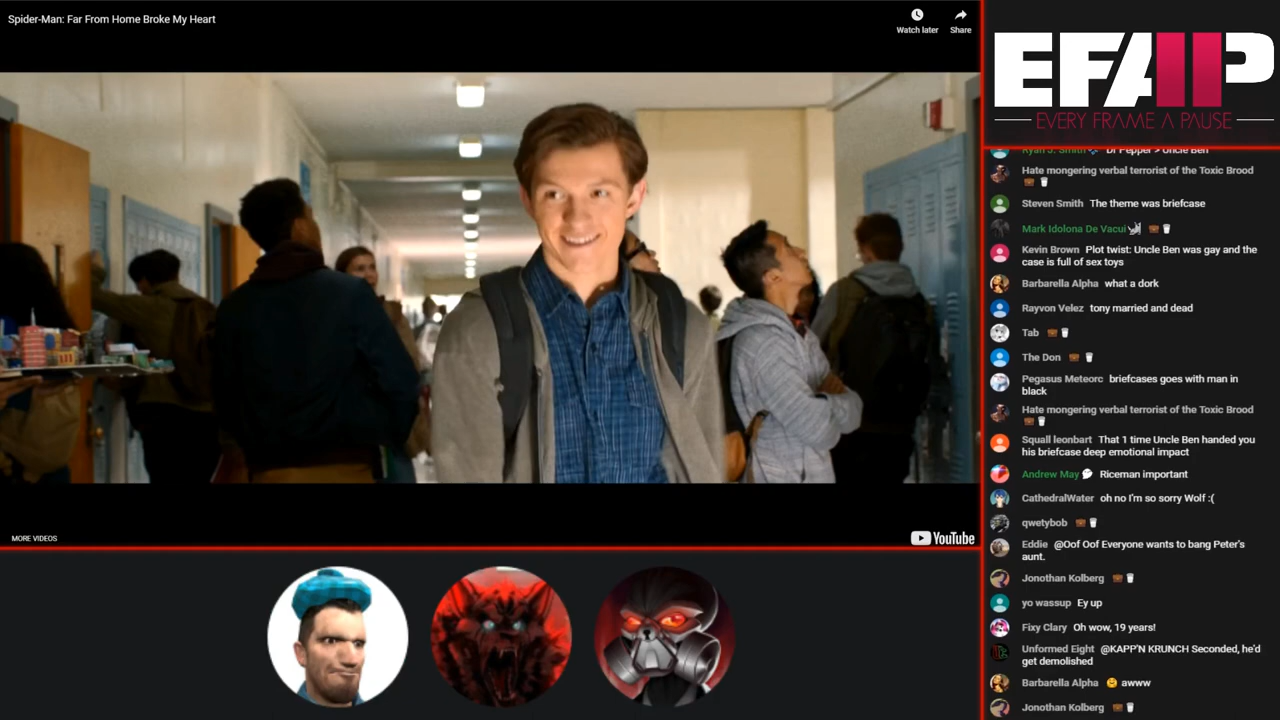 Spider-Man: Far From Home Broke My Heart
Watch later
Share
MORE VIDEOS
YouTube
EFAP
EVERY FRAME A PAUSE
Ryan J. Smith Dr Pepper > Uncle Ben
Hate mongering verbal terrorist of the Toxic Brood
Steven Smith The theme was briefcase
Mark Idolona De Vacui
Kevin Brown Plot twist: Uncle Ben was gay and the
case is full of sex toys
Barbarella Alpha what a dork
Rayvon Velez tony married and dead
Tab
The Don
Pegasus Meteorc briefcases goes with man in
black
Hate mongering verbal terrorist of the Toxic Brood
Squall leonbart That 1 time Uncle Ben handed you
his briefcase deep emotional impact
Andrew May Riceman important
CathedralWater oh no I'm so sorry Wolf :(
qwetybob
Eddie @Oof Oof Everyone wants to bang Peter's
aunt.
Jonothan Kolberg
yo wassup Ey up
Fixy Clary Oh wow, 19 years!
Unformed Eight @KAPP'N KRUNCH Seconded, he'd
get demolished
Barbarella Alpha awww
Jonothan Kolberg